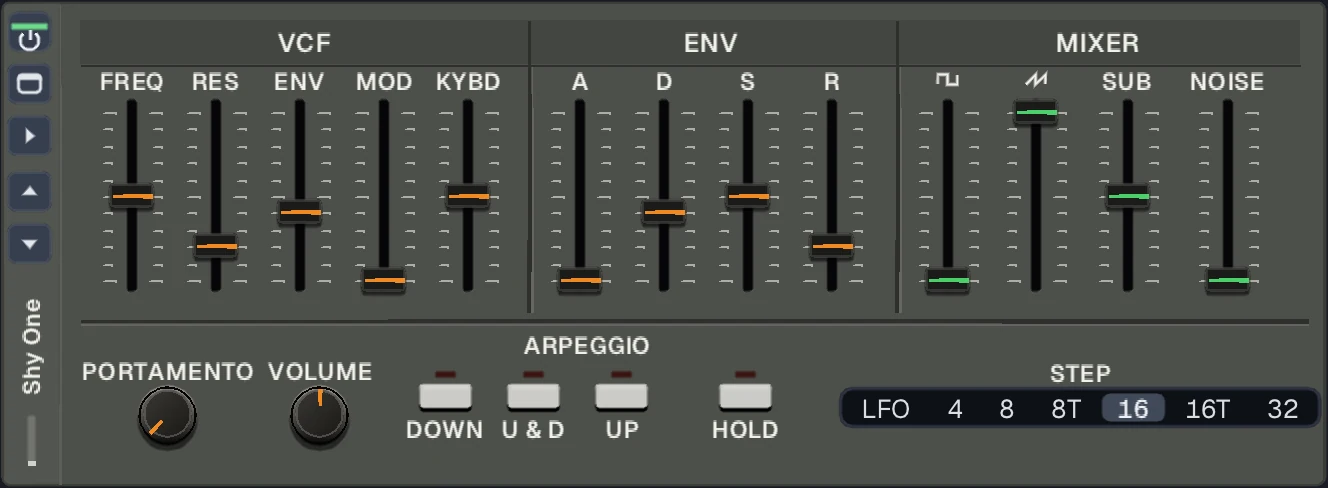 VCF ENV MIXER
FREQ RES ENV MOD KYBD A D S R SUB NOISE
Shy One
ARPEGGIO
PORTAMENTO VOLUME
DOWN U & D UP HOLD
STEP
LFO 4 8 8T 16 16T 32